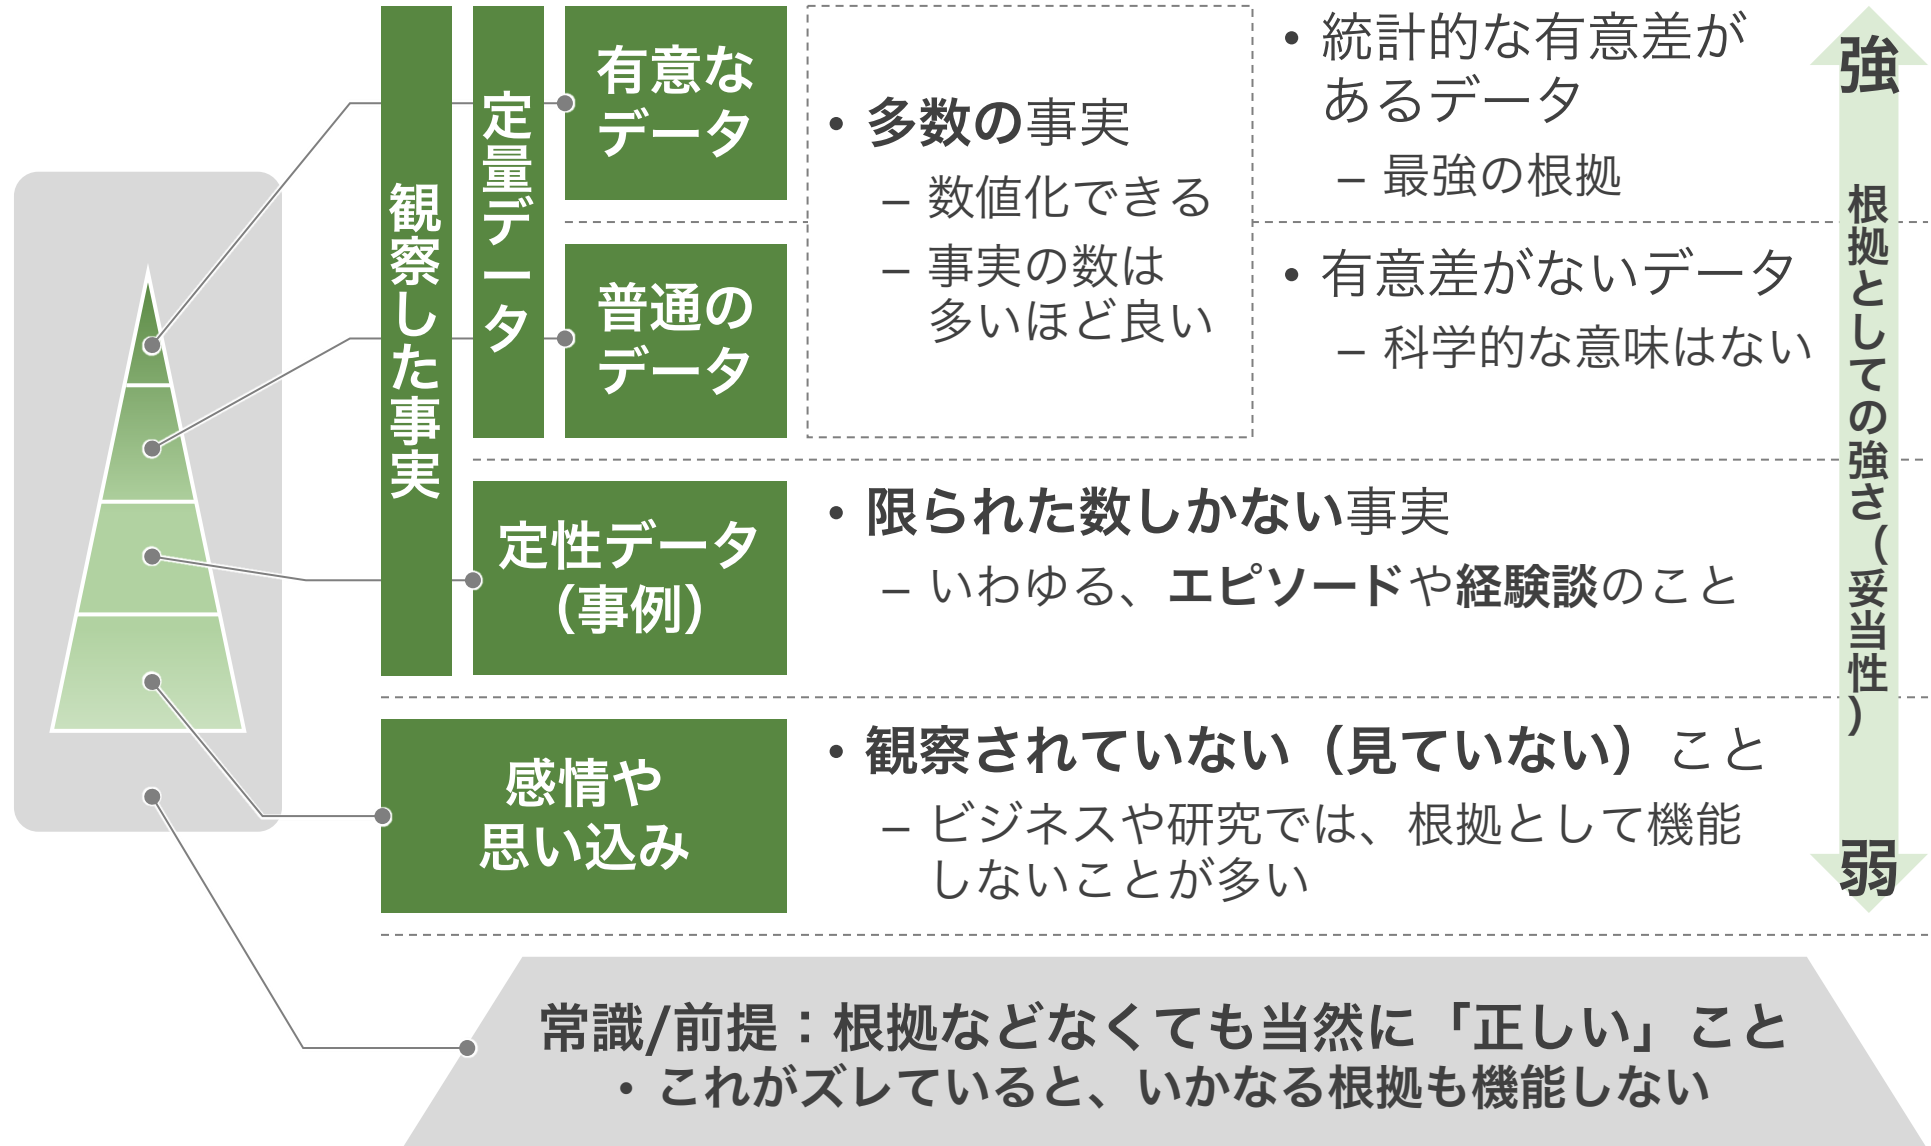 観察した事実
定量データ
有意な
データ
• 多数の事実
– 数値化できる
– 事実の数は
多いほど良い
• 統計的な有意差が
あるデータ
– 最強の根拠
普通の
データ
• 有意差がないデータ
– 科学的な意味はない
定性データ
（事例）
• 限られた数しかない事実
– いわゆる、エピソードや経験談のこと
感情や
思い込み
• 観察されていない（見ていない）こと
– ビジネスや研究では、根拠として機能
しないことが多い
強
根拠としての強さ（妥当性）
弱
常識/前提：根拠などなくても当然に「正しい」こと
• これがズレていると、いかなる根拠も機能しない